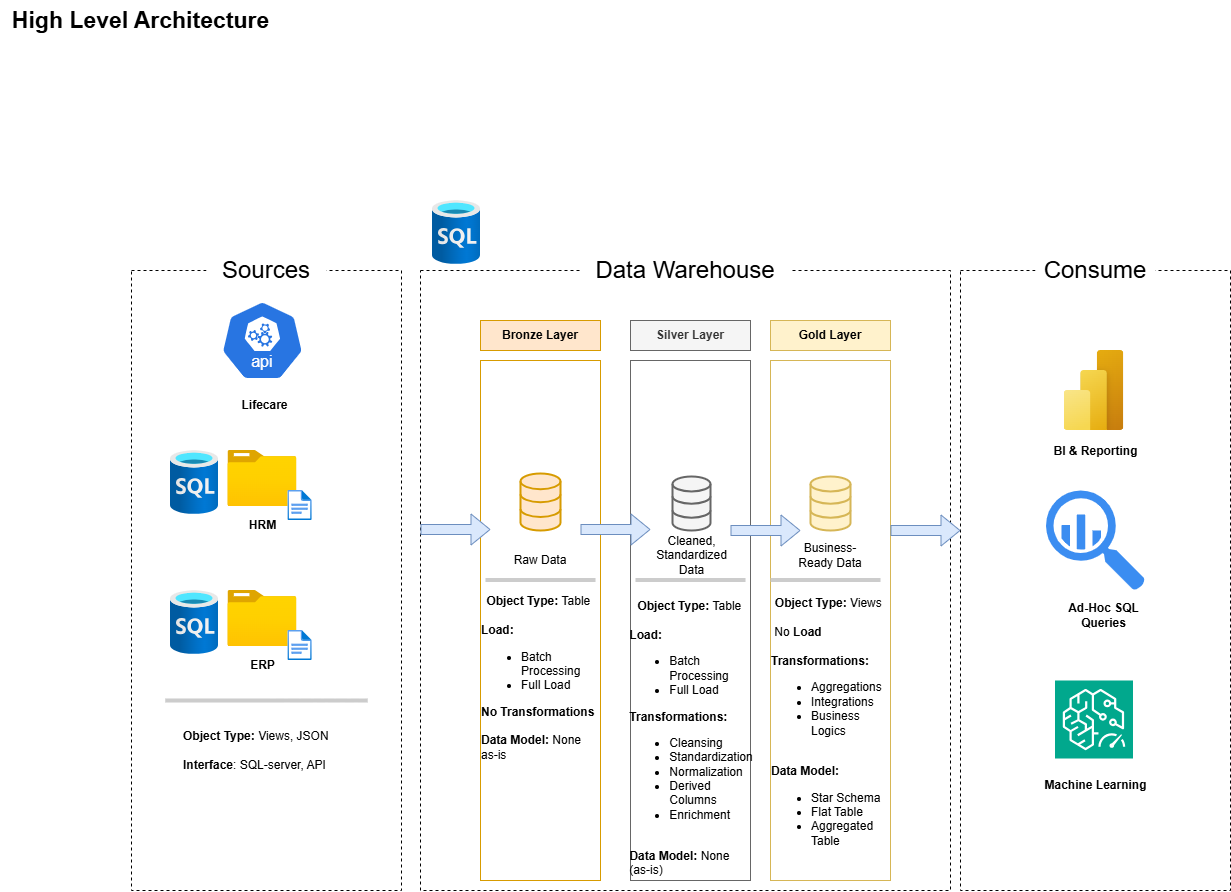 High Level Architecture
SQL
Sources
Data Warehouse
Consume
api
Lifecare
SQL
HRM
SQL
ERP
Object Type: Views, JSON
Interface: SQL-server, API
Bronze Layer
Raw Data
Object Type: Table
Load:
• Batch
Processing
• Full Load
No Transformations
Data Model: None
as-is
Silver Layer
Cleaned,
Standardized
Data
Object Type: Table
Load:
• Batch
Processing
• Full Load
Transformations:
• Cleansing
• Standardization
• Normalization
• Derived
Columns
• Enrichment
Data Model: None
(as-is)
Gold Layer
Business-
Ready Data
Object Type: Views
No Load
Transformations:
• Aggregations
• Integrations
• Business
Logics
Data Model:
• Star Schema
• Flat Table
• Aggregated
Table
BI & Reporting
Ad-Hoc SQL
Queries
Machine Learning